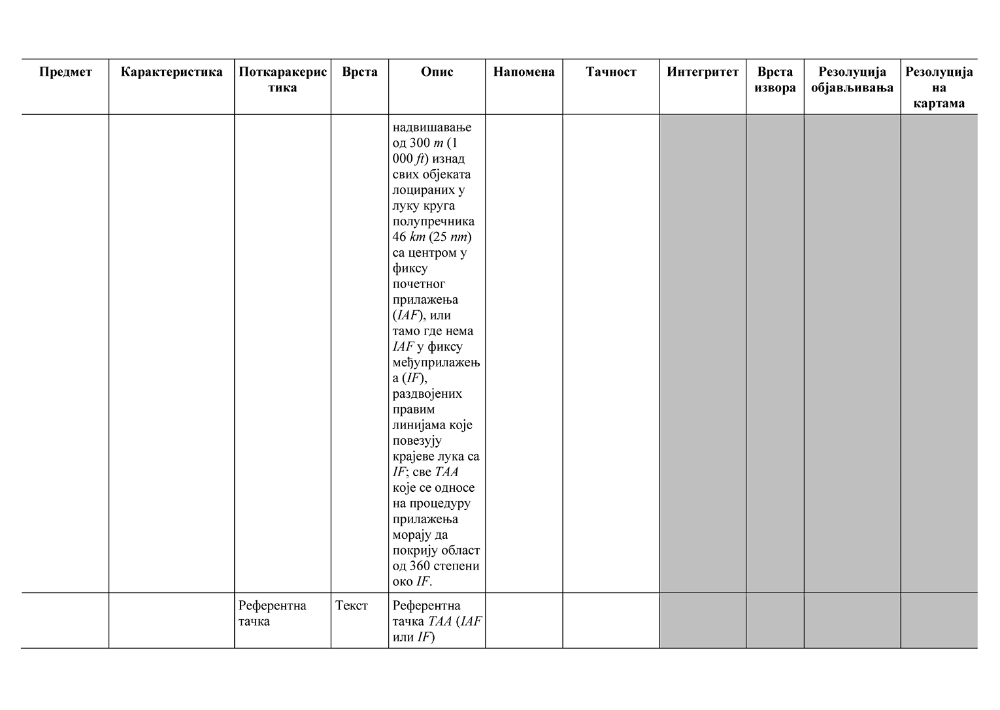 Предмет Карактеристика Поткаракерис Врста Опис Напомена Тачност Интегритет Врста Резолуција Резолуција
тика извора објављивања на
картама
надвишавање
од 300 m (1
000 ft) изнад
свих објеката
лоцираних у
луку круга
полупречника
46 km (25 nm)
са центром у
фиксу
почетног
прилажења
(IAF), или
тамо где нема
IAF у фиксу
међуприлажењ
а (IF),
раздвојених
правим
линијама које
повезују
крајеве лука са
IF; све TAA
које се односе
на процедуру
прилажења
морају да
покрију област
од 360 степени
око IF.
Референтна Текст Референтна
тачка тачка TAA (IAF
или IF)